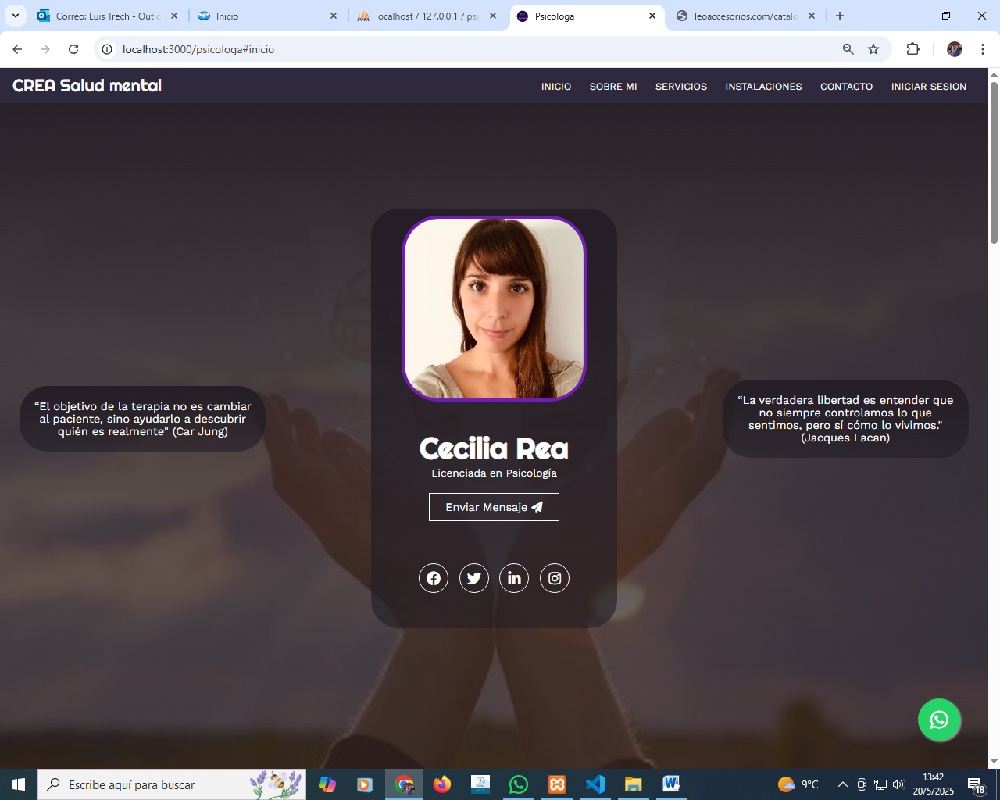 Correo: Luis Trech - Outlo
Inicio
localhost / 127.0.0.1 / psi
Psicologa
leoaccesorios.com/catalo
localhost:3000/psicologa#inicio
CREA Salud mental
INICIO
SOBRE MI
SERVICIOS
INSTALACIONES
CONTACTO
INICIAR SESION
“El objetivo de la terapia no es cambiar
al paciente, sino ayudarlo a descubrir
quién es realmente" (Car Jung)
Cecilia Rea
Licenciada en Psicología
Enviar Mensaje
“La verdadera libertad es entender que
no siempre controlamos lo que
sentimos, pero sí cómo lo vivimos."
(Jacques Lacan)
Escribe aquí para buscar
9°C
13:42
20/5/2025
18